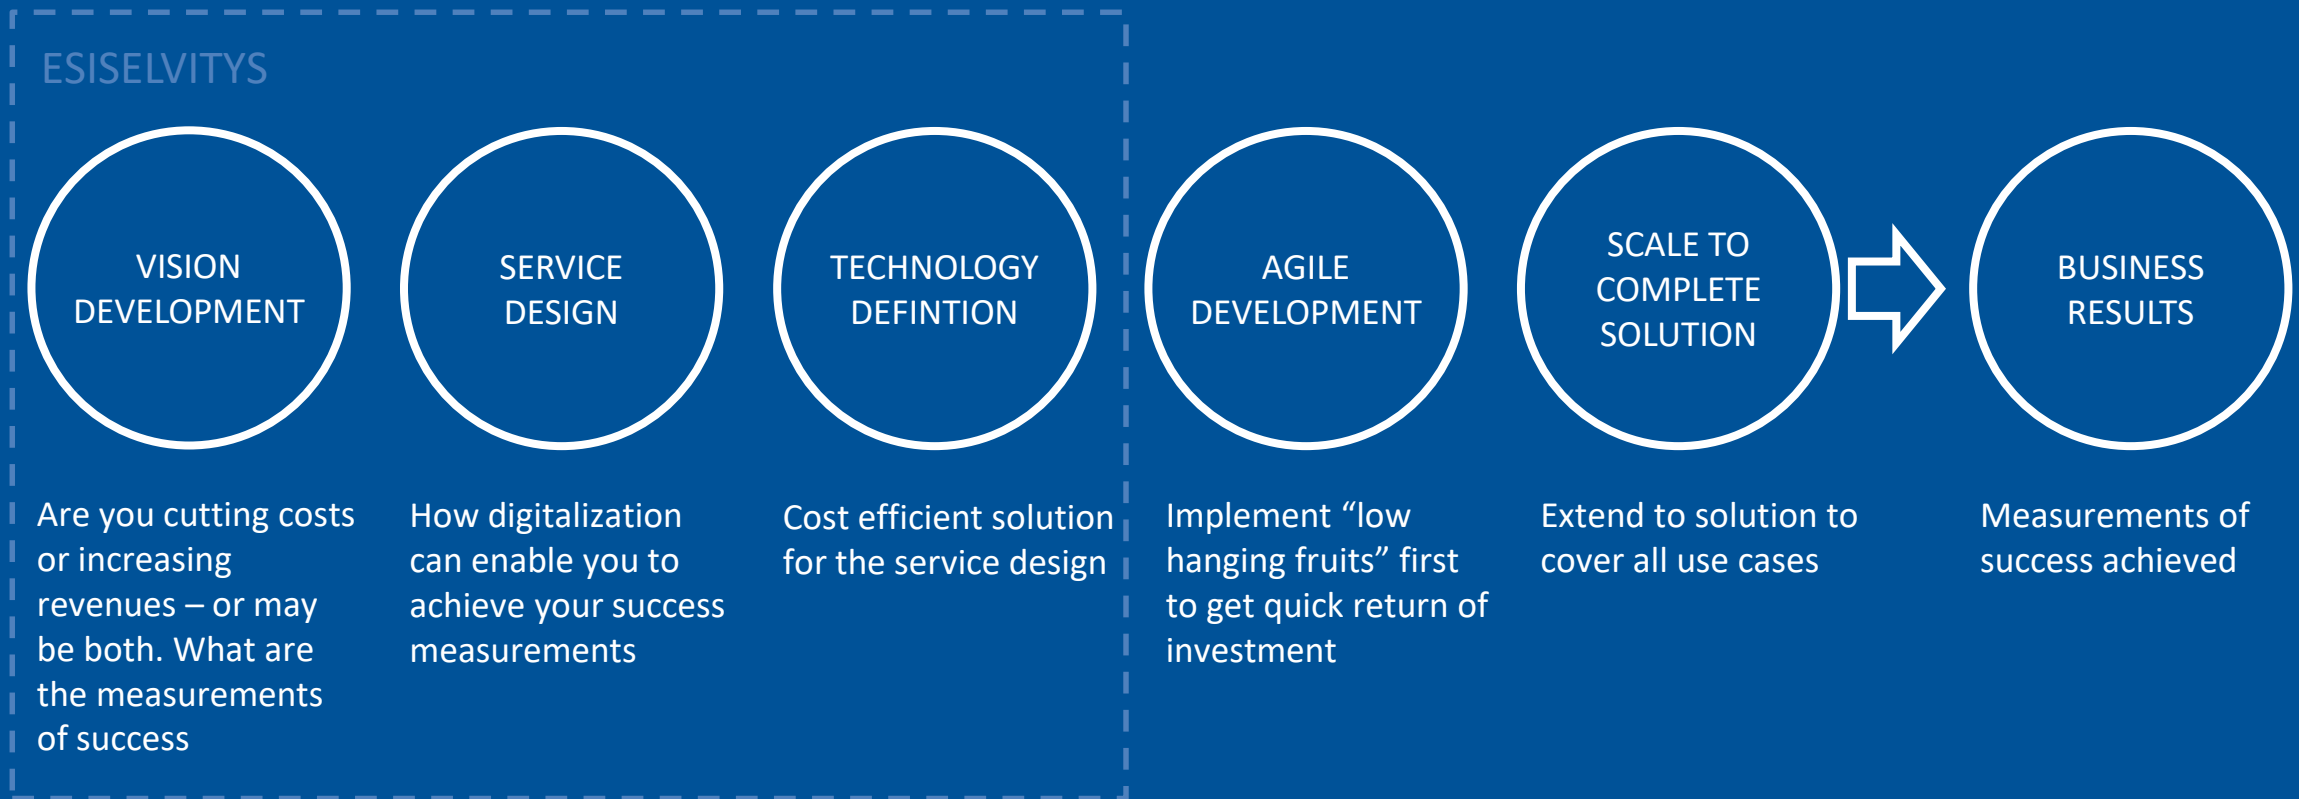 ESISELVITYS
VISION
DEVELOPMENT
SERVICE
DESIGN
TECHNOLOGY
DEFINTION
AGILE
DEVELOPMENT
SCALE TO
COMPLETE
SOLUTION
BUSINESS
RESULTS
Are you cutting costs
or increasing
revenues – or may
be both. What are
the measurements
of success
How digitalization
can enable you to
achieve your success
measurements
Cost efficient solution
for the service design
Implement “low
hanging fruits” first
to get quick return of
investment
Extend to solution to
cover all use cases
Measurements of
success achieved